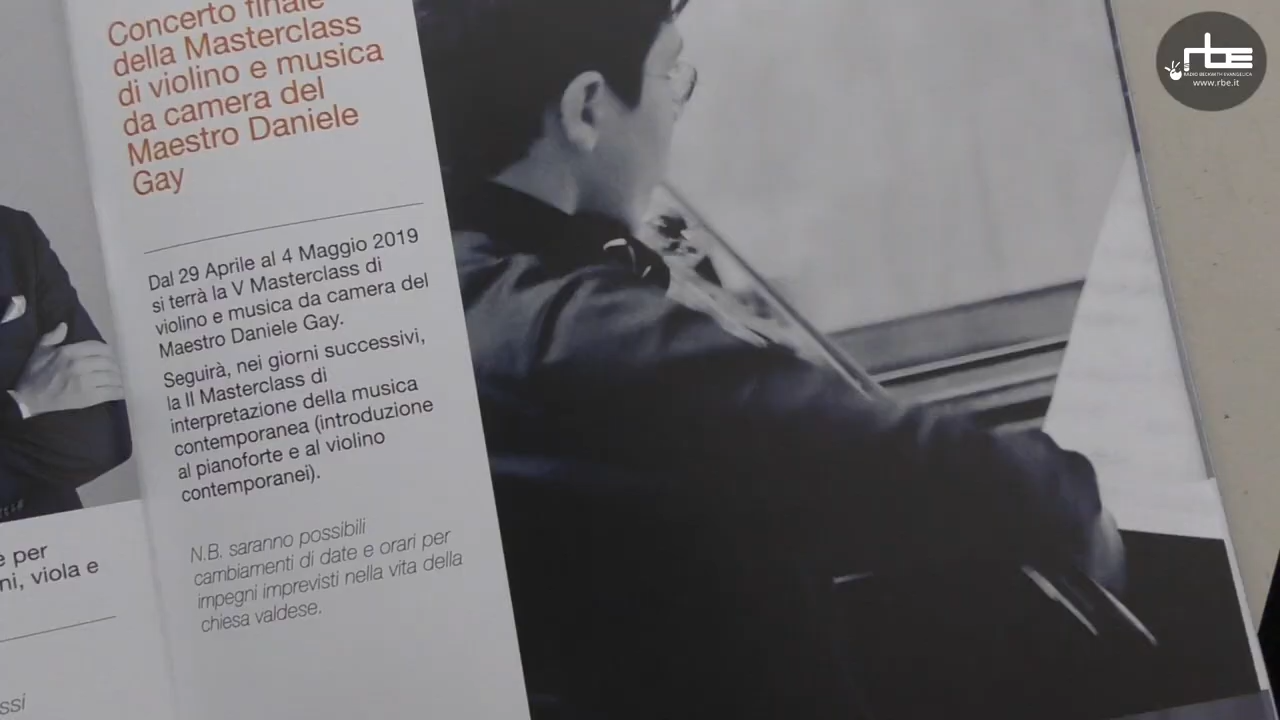 Concerto finale
della Masterclass
di violino e musica
da camera del
Maestro Daniele
Gay
Dal 29 Aprile al 4 Maggio 2019
si terrà la V Masterclass di
violino e musica da camera del
Maestro Daniele Gay.
Seguirà, nei giorni successivi,
la II Masterclass di
interpretazione della musica
contemporanea (introduzione
al pianoforte e al violino
contemporanei).
N.B. saranno possibili
cambiamenti di date e orari per
impegni imprevisti nella vita della
chiesa valdese.
per
viola e
rbe
RADIO BECKWITH EVANGELICA
www.rbe.it